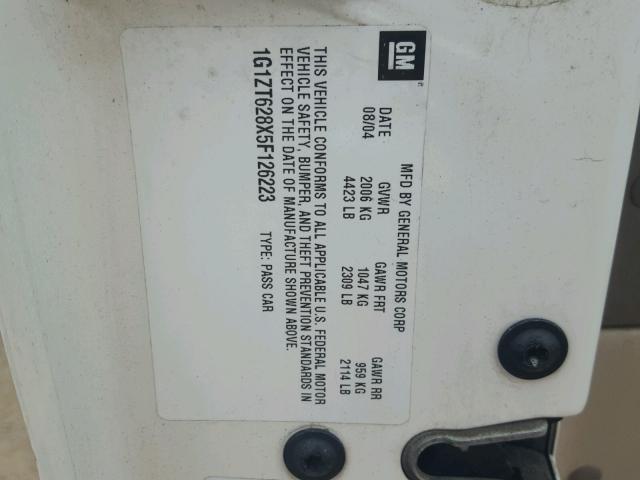 GM
MFD BY GENERAL MOTORS CORP
DATE GVWR GAWR FRT GAWR RR
08/04 2006 KG 1047 KG 959 KG
4423 LB 2309 LB 2114 LB
THIS VEHICLE CONFORMS TO ALL APPLICABLE U.S. FEDERAL MOTOR
VEHICLE SAFETY, BUMPER, AND THEFT PREVENTION STANDARDS IN
EFFECT ON THE DATE OF MANUFACTURE SHOWN ABOVE.
1G1ZT628X5F126223 TYPE: PASS CAR